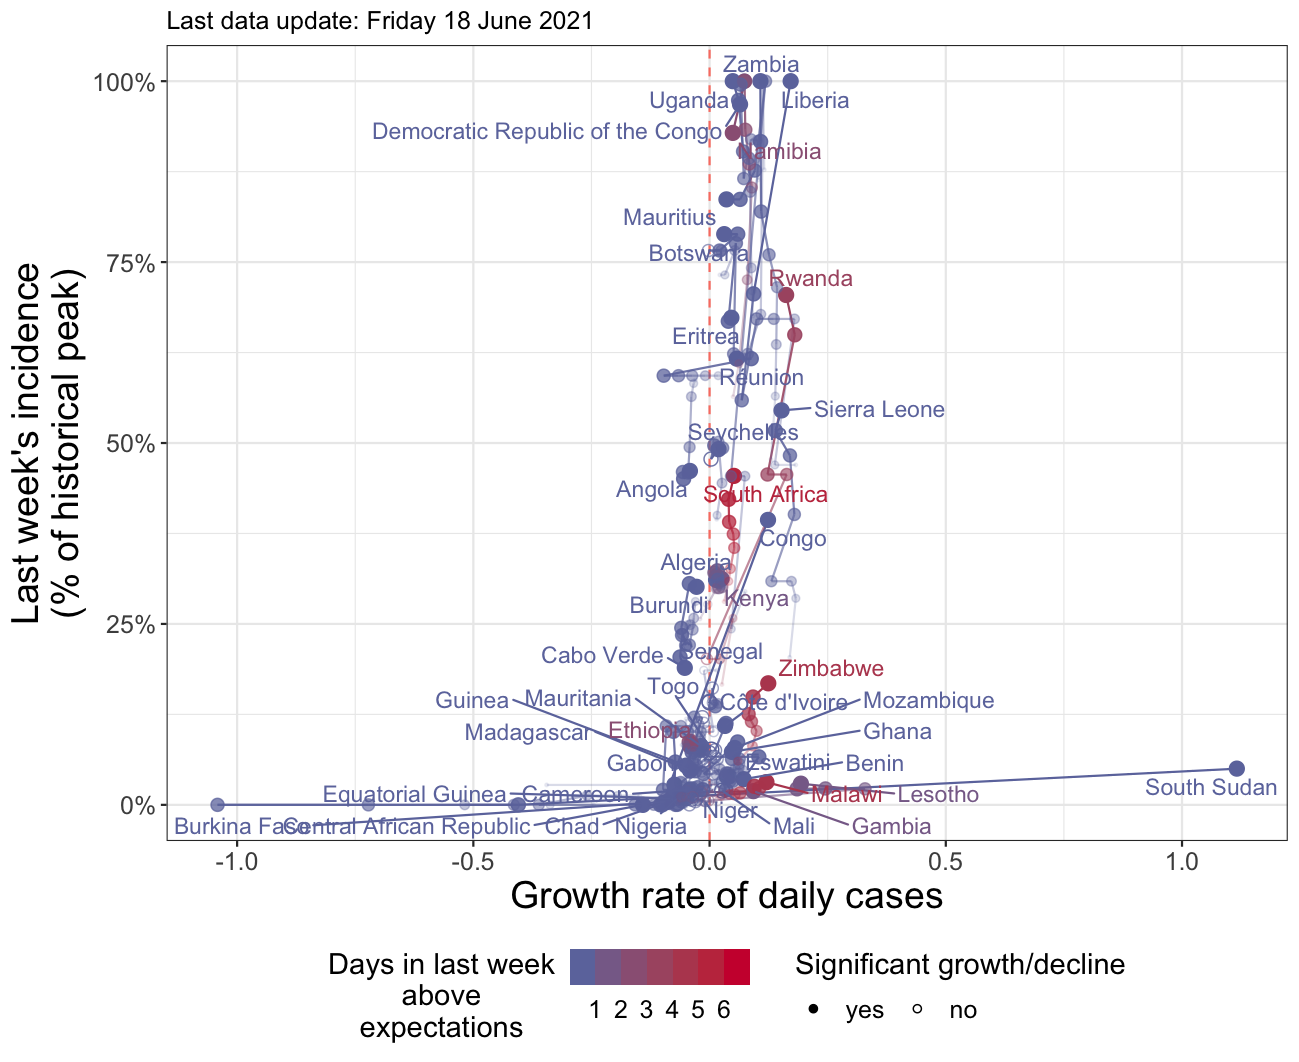 Last data update: Friday 18 June 2021
Last week's incidence
(% of historical peak)
100%
75%
50%
25%
0%
Zambia
Uganda
Liberia
Democratic Republic of the Congo
Namibia
Mauritius
Botswana
Rwanda
Eritrea
Réunion
Sierra Leone
Seychelles
Angola
South Africa
Congo
Algeria
Kenya
Burundi
Cabo Verde
Senegal
Zimbabwe
Togo
Guinea
Mauritania
Côte d'Ivoire
Mozambique
Madagascar
Ethiopia
Ghana
Gabon
Eswatini
Benin
South Sudan
Equatorial Guinea
Cameroon
Malawi
Lesotho
Niger
Burkina Faso
Central African Republic
Chad
Nigeria
Mali
Gambia
-1.0
-0.5
0.0
0.5
1.0
Growth rate of daily cases
Days in last week
above
expectations
1 2 3 4 5 6
Significant growth/decline
yes
no